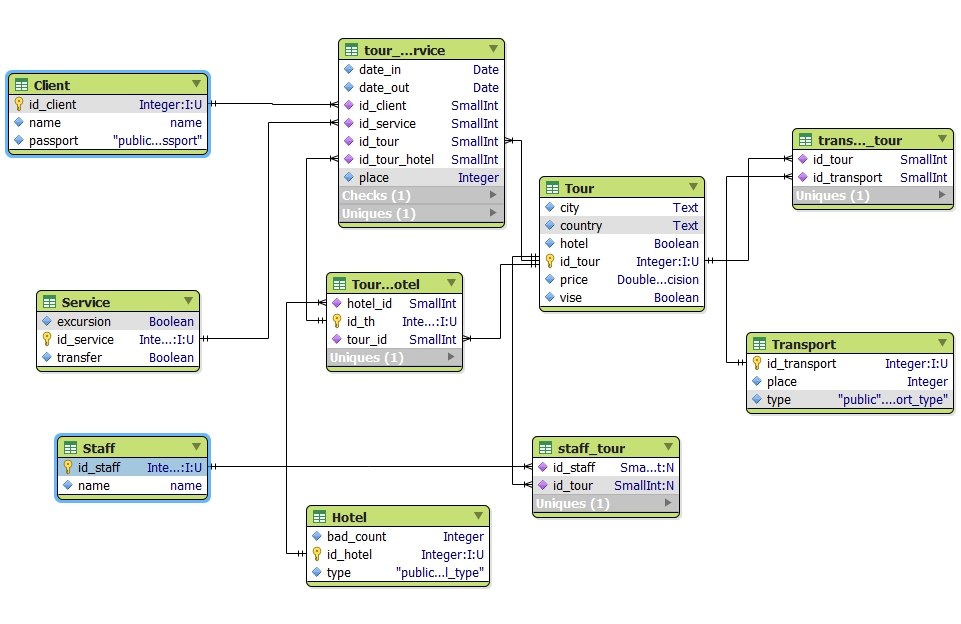 tour_...rvice
date_in Date
date_out Date
id_client SmallInt
id_service SmallInt
id_tour SmallInt
id_tour_hotel SmallInt
place Integer
Checks (1)
Uniques (1)
Client
id_client Integer:I:U
name name
passport "public...ssport"
trans..._tour
id_tour SmallInt
id_transport SmallInt
Uniques (1)
Tour
city Text
country Text
hotel Boolean
id_tour Integer:I:U
price Double...cision
vise Boolean
Tour...otel
hotel_id SmallInt
id_th Inte...:I:U
tour_id SmallInt
Uniques (1)
Service
excursion Boolean
id_service Inte...:I:U
transfer Boolean
Transport
id_transport Integer:I:U
place Integer
type "public"....ort_type"
Staff
id_staff Inte...:I:U
name name
staff_tour
id_staff Sma...t:N
id_tour SmallInt:N
Uniques (1)
Hotel
bad_count Integer
id_hotel Integer:I:U
type "public...l_type"